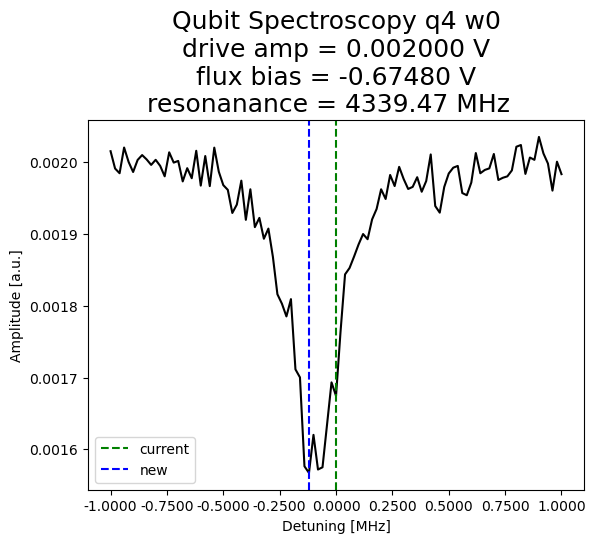 Qubit Spectroscopy q4 w0
drive amp = 0.002000 V
flux bias = -0.67480 V
resonanance = 4339.47 MHz
0.0020
0.0019
0.0018
0.0017
0.0016
Amplitude [a.u.]
current
new
-1.0000 -0.7500 -0.5000 -0.2500 0.0000 0.2500 0.5000 0.7500 1.0000
Detuning [MHz]